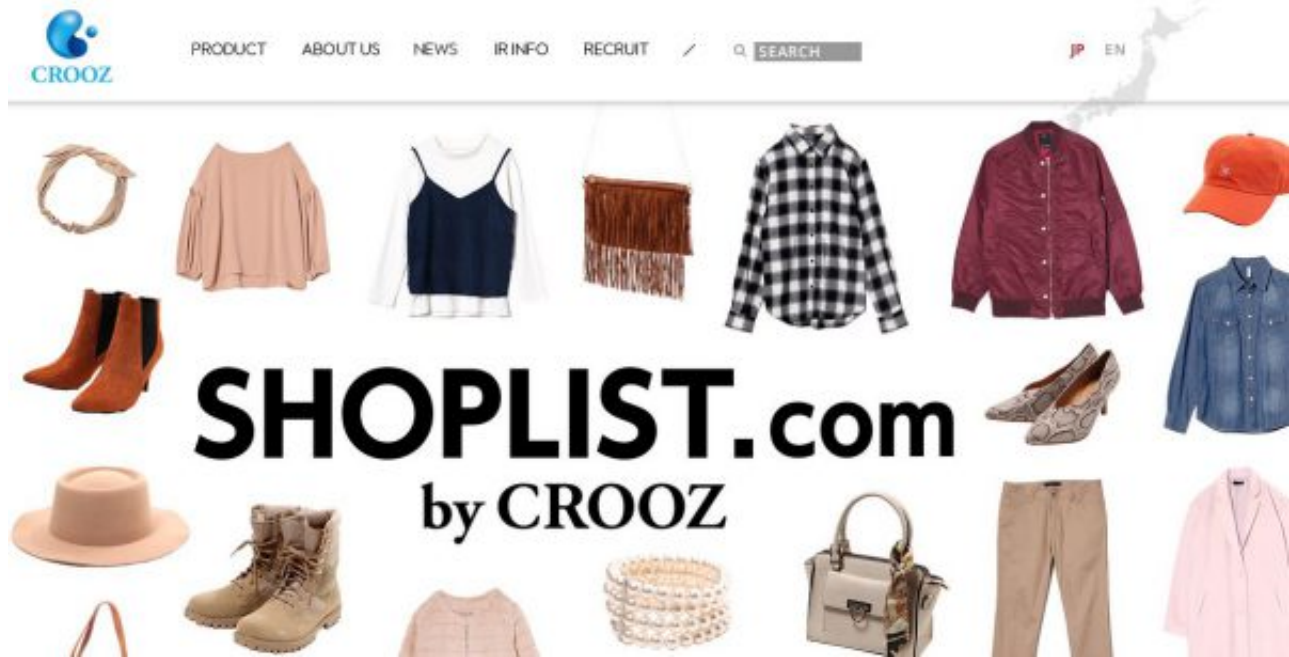 CROOZ
PRODUCT ABOUT US NEWS IR INFO RECRUIT / SEARCH JP EN
SHOPLIST.com
by CROOZ